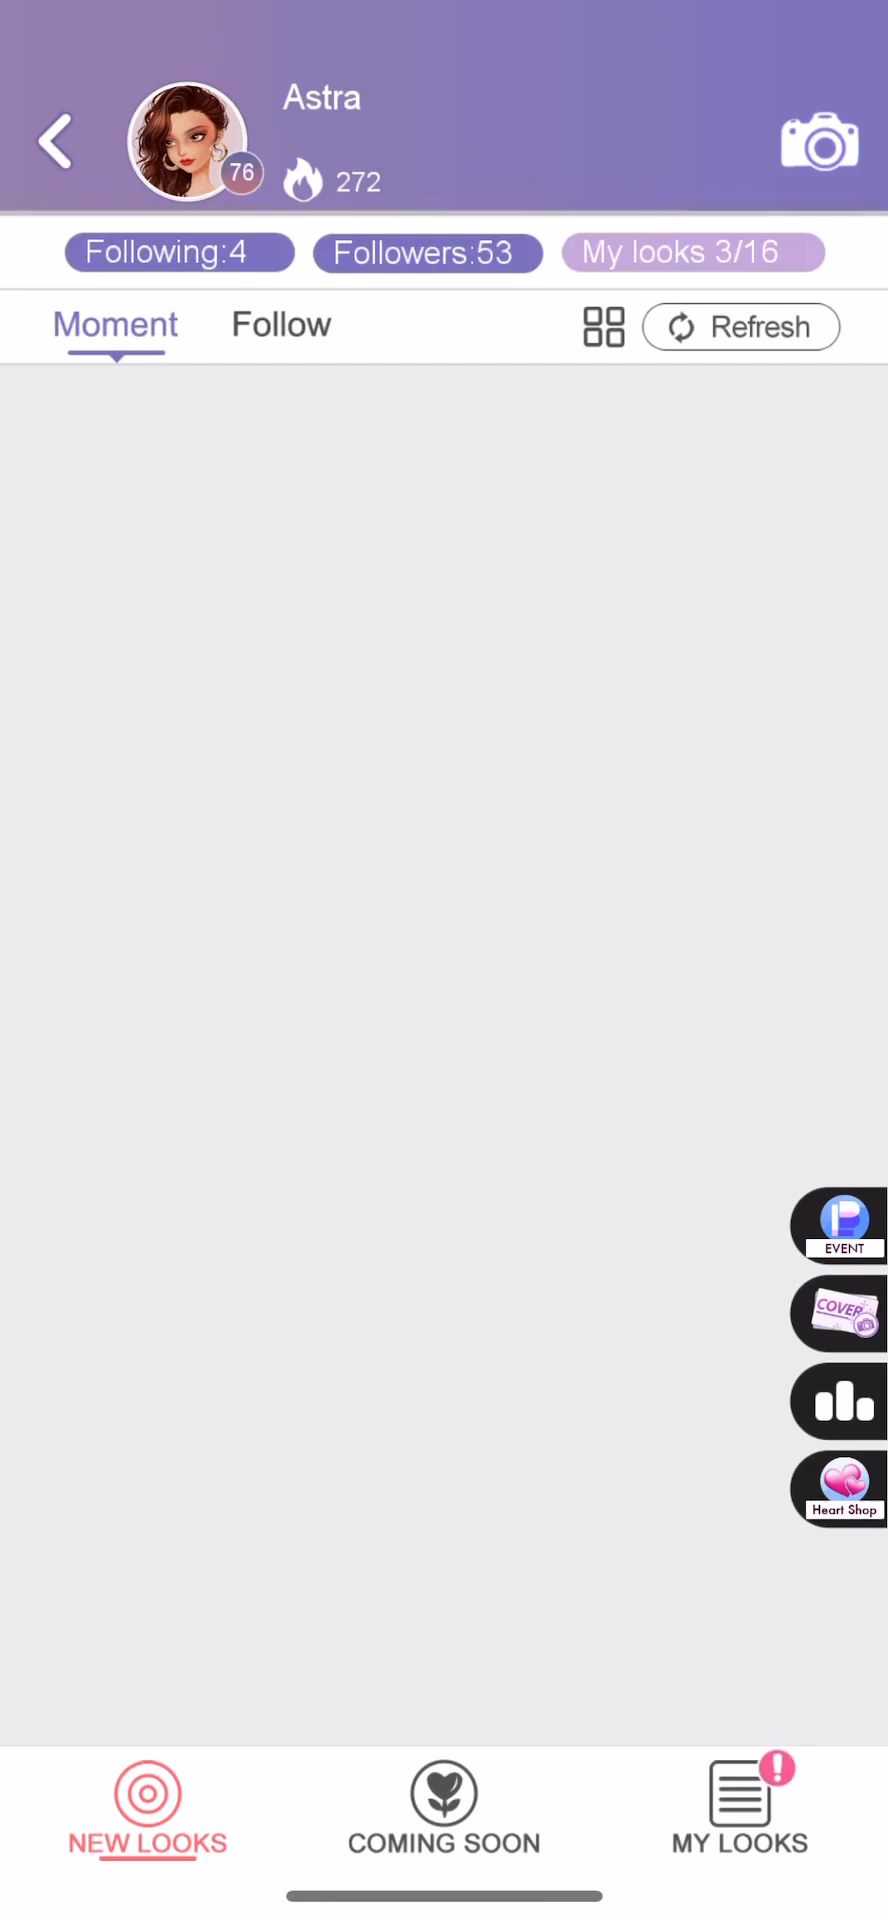 Astra
76
272
Following:4
Followers:53
My looks 3/16
Moment
Follow
Refresh
EVENT
COVER
Heart Shop
NEW LOOKS
COMING SOON
MY LOOKS